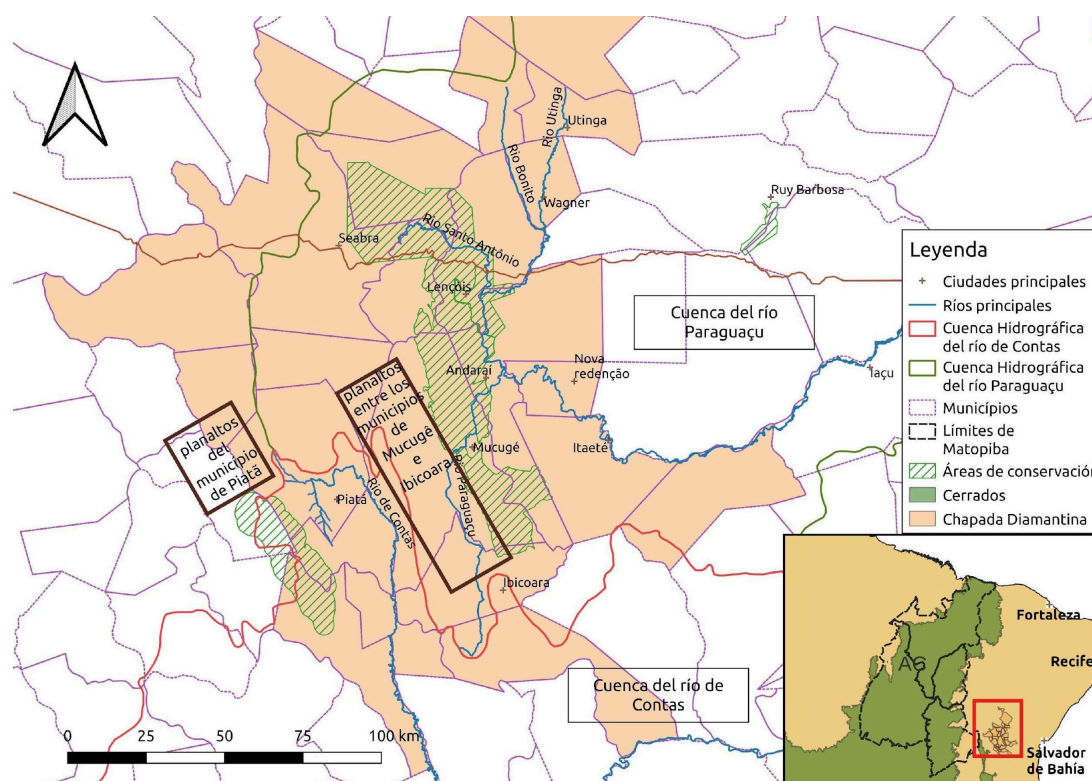 Rio Utinga
Utinga
Rio Bonito
Wagner
Ruy Barbosa
Rio Santo António
Seabra
Lençois
Cuenca del río
Paraguaçu
Andaraí
Nova
redenção
Iaçu
planaltos
entre los
municipios
de
Mucugê
e
Ibicoara
planaltos
del
municipio
de Piatã
Mucugê
Itaetê
Rio Paraguaçu
Piatã
Rio de Contas
Ibicoara
Cuenca del río de
Contas
0 25 50 75 100 km
Leyenda
Ciudades principales
Ríos principales
Cuenca Hidrográfica
del río de Contas
Cuenca Hidrográfica
del río Paraguaçu
Municípios
Límites de
Matopiba
Áreas de conservación
Cerrados
Chapada Diamantina
Fortaleza
Recife
Salvador
de Bahía